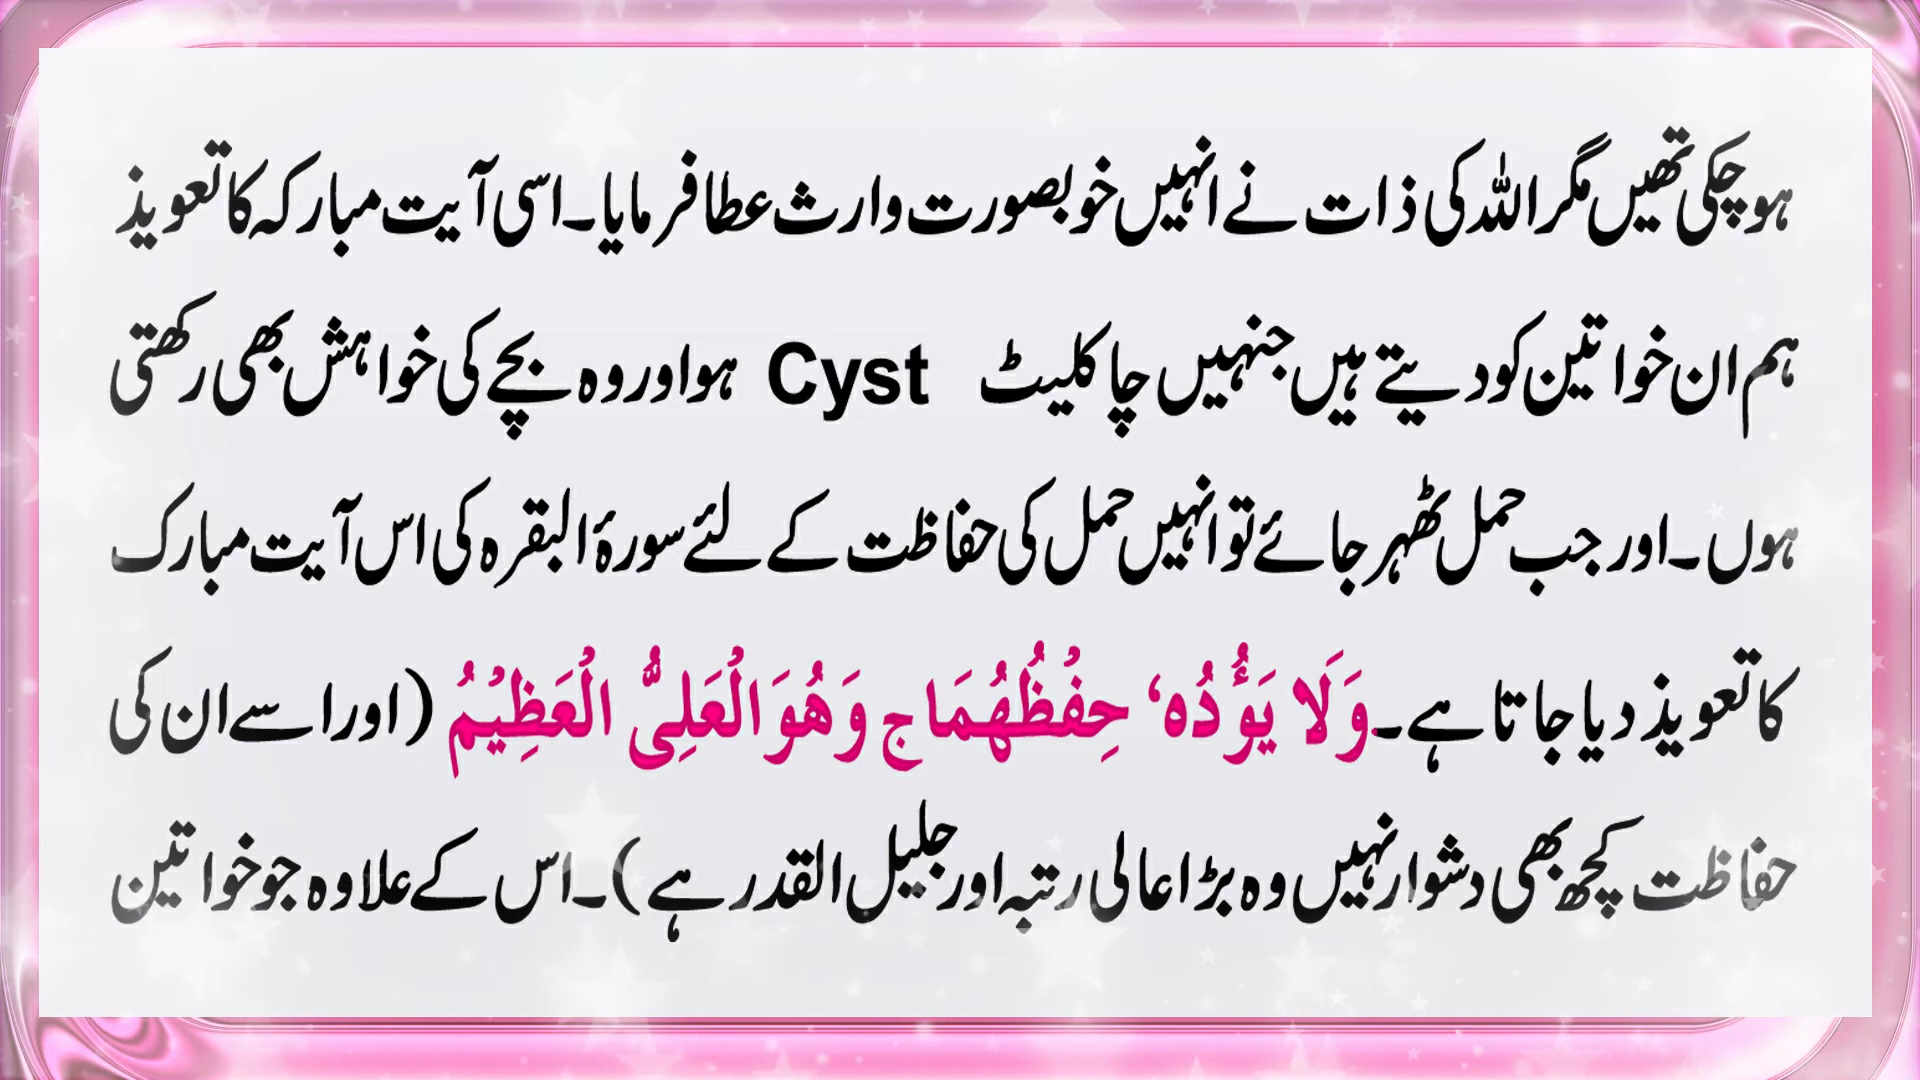 ہوچکی تھیں مگر اللہ کی ذات نے انہیں خوبصورت وارث عطا فرمایا۔ اسی آیت مبارکہ کا تعویذ
ہم ان خواتین کو دیتے ہیں جنہیں چاکلیٹ Cyst ہو اور وہ بچے کی خواہش بھی رکھتی
ہوں۔ اور جب حمل ٹھہر جائے تو انہیں حمل کی حفاظت کے لئے سورۂ البقرہ کی اس آیت مبارک
کا تعویذ دیا جاتا ہے۔ وَلَا یَؤُدُہ‘ حِفْظُھُمَا ج وَھُوَ الْعَلِیُّ الْعَظِیْمُ (اور اسے ان کی
حفاظت کچھ بھی دشوار نہیں وہ بڑا عالی رتبہ اور جلیل القدر ہے)۔ اس کے علاوہ جو خواتین